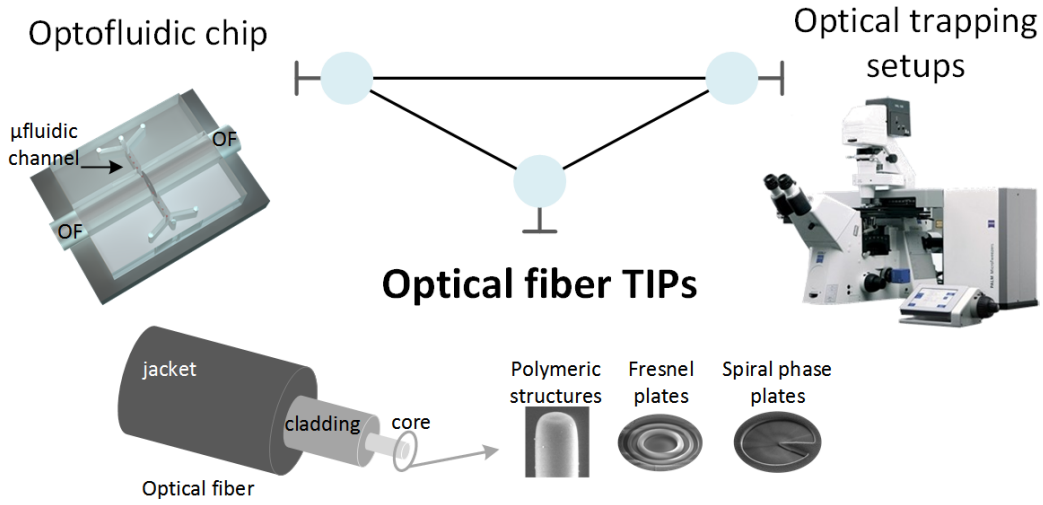 Optofluidic chip
Optical trapping
setups
μfluidic
channel
OF
OF
Optical fiber TIPs
jacket
cladding
core
Optical fiber
Polymeric
structures
Fresnel
plates
Spiral phase
plates